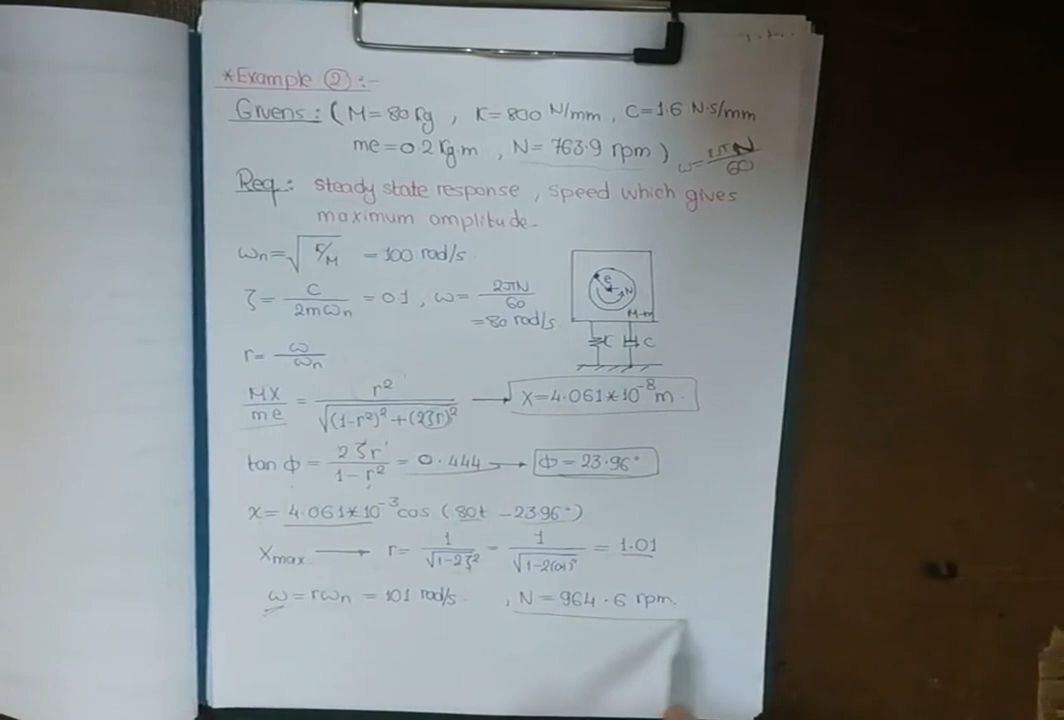 *Example ② :-
Givens : ( M = 80 Kg , K = 800 N/mm , C = 1.6 N.S/mm
me = 0.2 Kg.m , N = 763.9 rpm ) ω = 2πN/60
Req : steady state response , speed which gives
maximum amplitude.
ωn = √(K/M) = 100 rad/s
ζ = C/(2mωn) = 0.1 , ω = 2πN/60
= 80 rad/s
e N
M-m
K C
r = ω/ωn
MX/me = r²/√((1-r²)²+(2ζr)²) → X = 4.061*10⁻⁸ m.
tan φ = 2ζr/(1-r²) = 0.444 → φ = 23.96°
x = 4.061*10⁻³ cos (80t - 23.96°)
Xmax → r = 1/√(1-2ζ²) = 1/√(1-2(0.1)²) = 1.01
ω = rωn = 101 rad/s , N = 964.6 rpm.